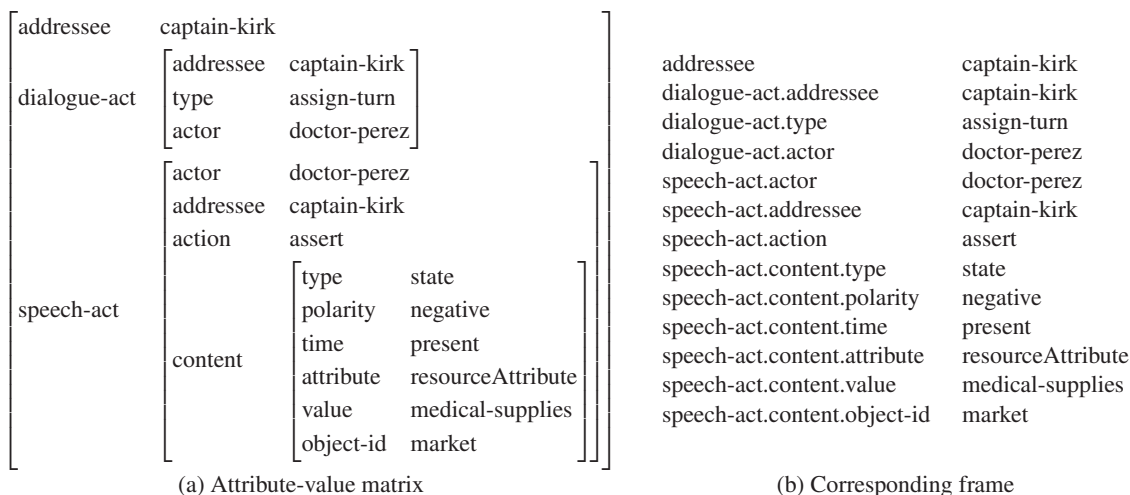 addressee captain-kirk
dialogue-act
addressee captain-kirk
type assign-turn
actor doctor-perez
speech-act
actor doctor-perez
addressee captain-kirk
action assert
content
type state
polarity negative
time present
attribute resourceAttribute
value medical-supplies
object-id market
(a) Attribute-value matrix
addressee captain-kirk
dialogue-act.addressee captain-kirk
dialogue-act.type assign-turn
dialogue-act.actor doctor-perez
speech-act.actor doctor-perez
speech-act.addressee captain-kirk
speech-act.action assert
speech-act.content.type state
speech-act.content.polarity negative
speech-act.content.time present
speech-act.content.attribute resourceAttribute
speech-act.content.value medical-supplies
speech-act.content.object-id market
(b) Corresponding frame